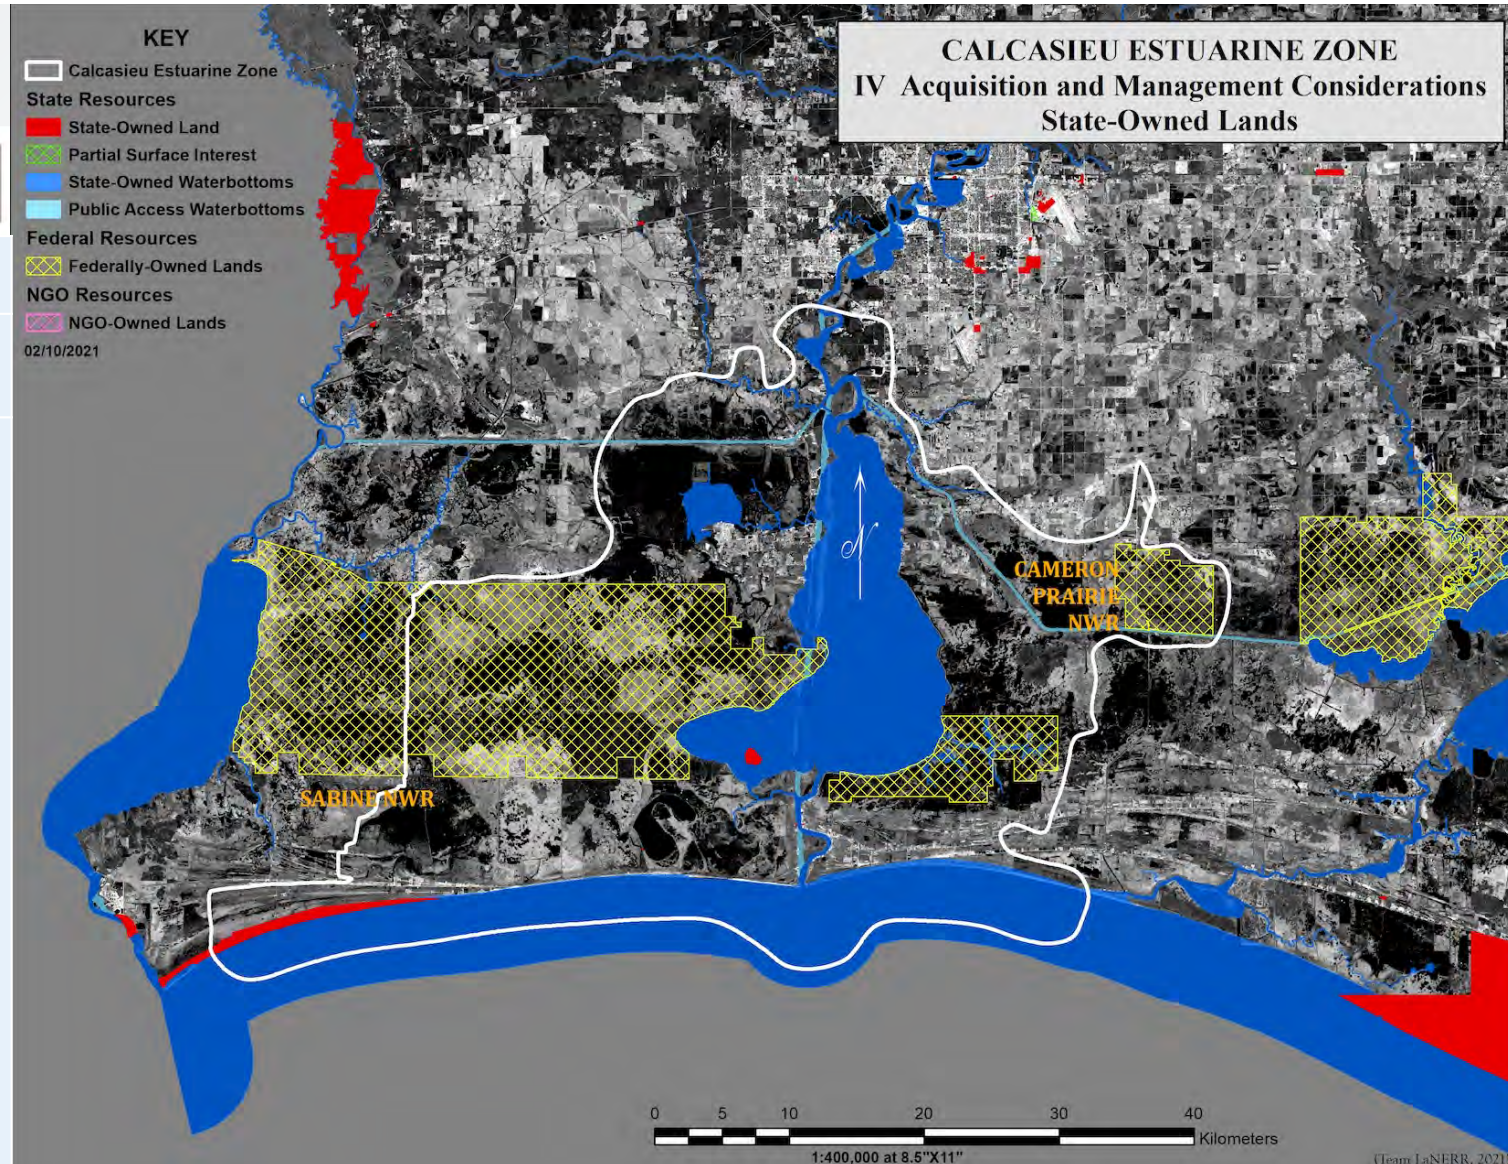 KEY
Calcasieu Estuarine Zone
State Resources
State-Owned Land
Partial Surface Interest
State-Owned Waterbottoms
Public Access Waterbottoms
Federal Resources
Federally-Owned Lands
NGO Resources
NGO-Owned Lands
02/10/2021
CALCASIEU ESTUARINE ZONE
IV Acquisition and Management Considerations
State-Owned Lands
N
CAMERON
PRAIRIE
NWR
SABINE NWR
0 5 10 20 30 40
Kilometers
1:400,000 at 8.5"X11"
(Team LaNERR, 2021)